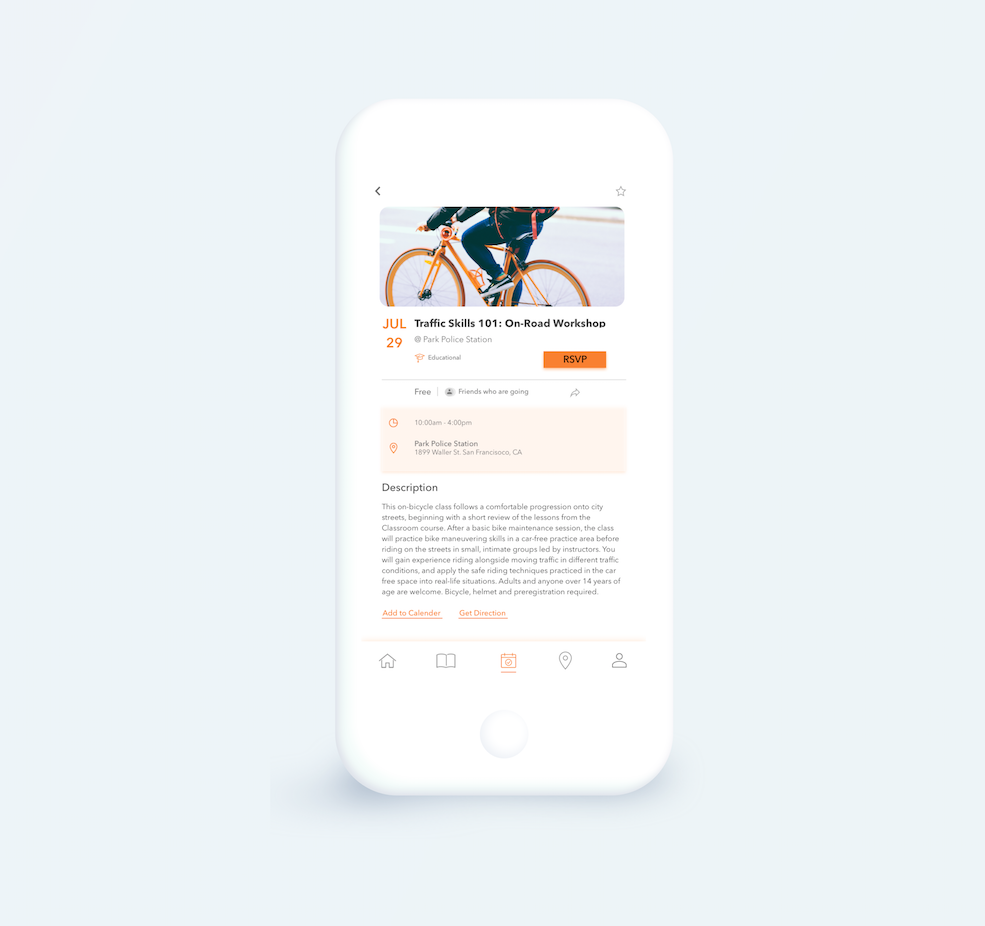 JUL
29
Traffic Skills 101: On-Road Workshop
@ Park Police Station
Educational
RSVP
Free
Friends who are going
10:00am - 4:00pm
Park Police Station
1899 Waller St. San Francisoco, CA
Description
This on-bicycle class follows a comfortable progression onto city
streets, beginning with a short review of the lessons from the
Classroom course. After a basic bike maintenance session, the class
will practice bike maneuvering skills in a car-free practice area before
riding on the streets in small, intimate groups led by instructors. You
will gain experience riding alongside moving traffic in different traffic
conditions, and apply the safe riding techniques practiced in the car
free space into real-life situations. Adults and anyone over 14 years of
age are welcome. Bicycle, helmet and preregistration required.
Add to Calender
Get Direction